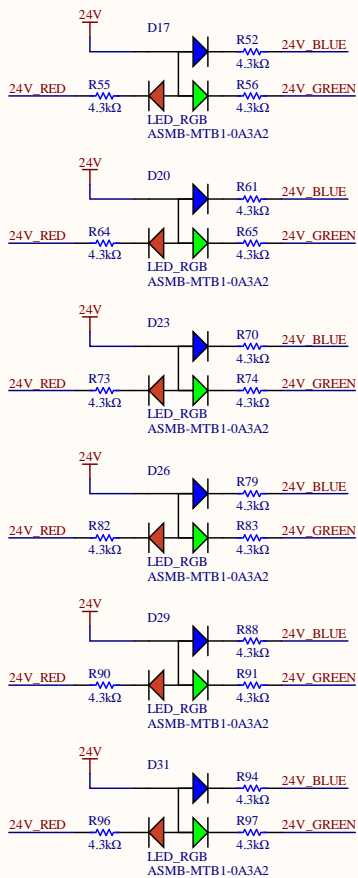 24V
D17
R52
24V_BLUE
4.3kΩ
24V_RED
R55
R56
24V_GREEN
4.3kΩ
4.3kΩ
LED_RGB
ASMB-MTB1-0A3A2
24V
D20
R61
24V_BLUE
4.3kΩ
24V_RED
R64
R65
24V_GREEN
4.3kΩ
4.3kΩ
LED_RGB
ASMB-MTB1-0A3A2
24V
D23
R70
24V_BLUE
4.3kΩ
24V_RED
R73
R74
24V_GREEN
4.3kΩ
4.3kΩ
LED_RGB
ASMB-MTB1-0A3A2
24V
D26
R79
24V_BLUE
4.3kΩ
24V_RED
R82
R83
24V_GREEN
4.3kΩ
4.3kΩ
LED_RGB
ASMB-MTB1-0A3A2
24V
D29
R88
24V_BLUE
4.3kΩ
24V_RED
R90
R91
24V_GREEN
4.3kΩ
4.3kΩ
LED_RGB
ASMB-MTB1-0A3A2
24V
D31
R94
24V_BLUE
4.3kΩ
24V_RED
R96
R97
24V_GREEN
4.3kΩ
4.3kΩ
LED_RGB
ASMB-MTB1-0A3A2